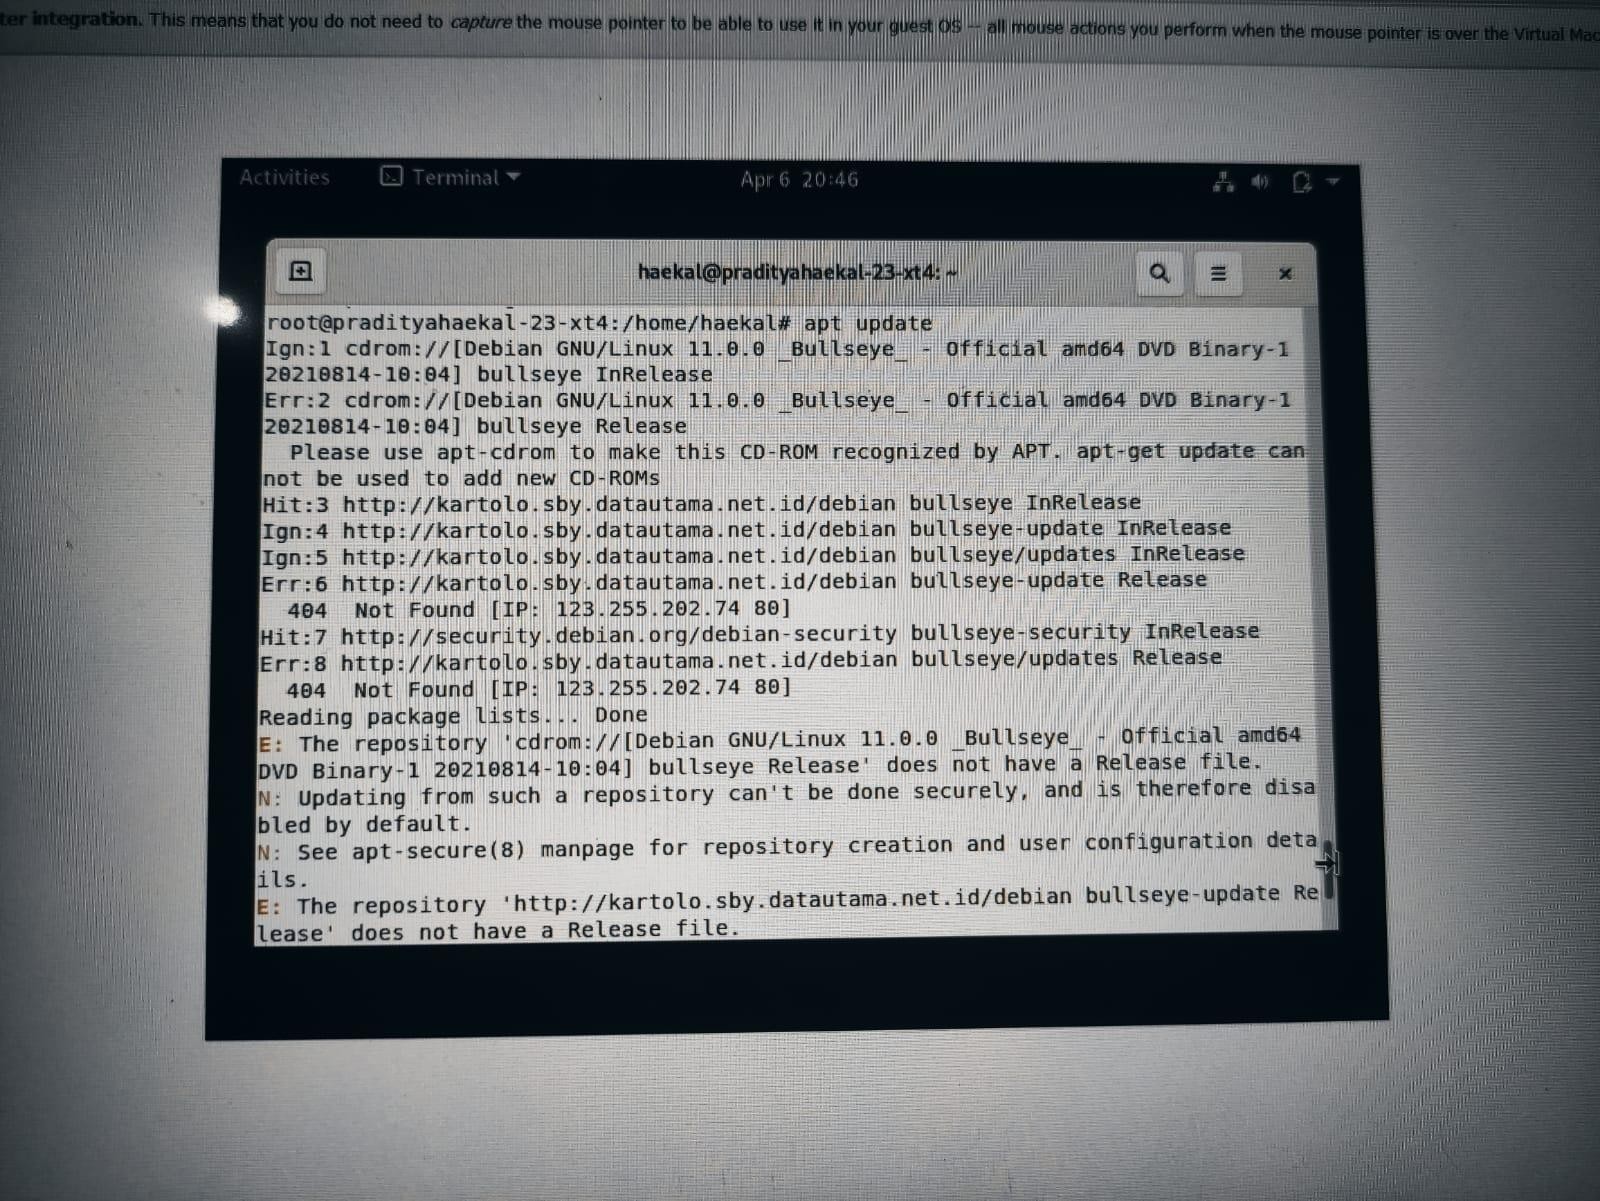 ter integration. This means that you do not need to capture the mouse pointer to be able to use it in your guest OS — all mouse actions you perform when the mouse pointer is over the Virtual Mac
Activities Terminal Apr 6 20:46
haekal@pradityahaekal-23-xt4: ~
root@pradityahaekal-23-xt4:/home/haekal# apt update
Ign:1 cdrom://[Debian GNU/Linux 11.0.0 _Bullseye_ - Official amd64 DVD Binary-1
20210814-10:04] bullseye InRelease
Err:2 cdrom://[Debian GNU/Linux 11.0.0 _Bullseye_ - Official amd64 DVD Binary-1
20210814-10:04] bullseye Release
Please use apt-cdrom to make this CD-ROM recognized by APT. apt-get update can
not be used to add new CD-ROMs
Hit:3 http://kartolo.sby.datautama.net.id/debian bullseye InRelease
Ign:4 http://kartolo.sby.datautama.net.id/debian bullseye-update InRelease
Ign:5 http://kartolo.sby.datautama.net.id/debian bullseye/updates InRelease
Err:6 http://kartolo.sby.datautama.net.id/debian bullseye-update Release
404 Not Found [IP: 123.255.202.74 80]
Hit:7 http://security.debian.org/debian-security bullseye-security InRelease
Err:8 http://kartolo.sby.datautama.net.id/debian bullseye/updates Release
404 Not Found [IP: 123.255.202.74 80]
Reading package lists... Done
E: The repository 'cdrom://[Debian GNU/Linux 11.0.0 _Bullseye_ - Official amd64
DVD Binary-1 20210814-10:04] bullseye Release' does not have a Release file.
N: Updating from such a repository can't be done securely, and is therefore disa
bled by default.
N: See apt-secure(8) manpage for repository creation and user configuration deta
ils.
E: The repository 'http://kartolo.sby.datautama.net.id/debian bullseye-update Re
lease' does not have a Release file.